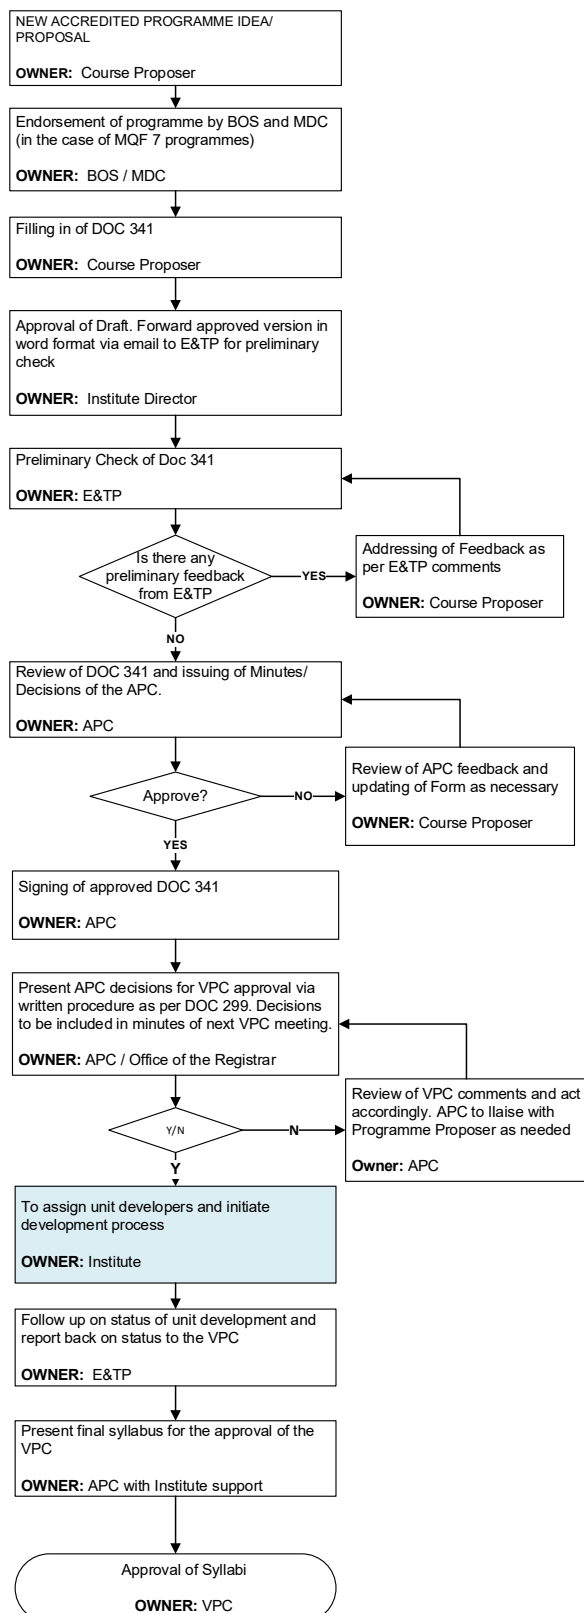 NEW ACCREDITED PROGRAMME IDEA/
PROPOSAL
OWNER: Course Proposer
Endorsement of programme by BOS and MDC
(in the case of MQF 7 programmes)
OWNER: BOS / MDC
Filling in of DOC 341
OWNER: Course Proposer
Approval of Draft. Forward approved version in
word format via email to E&TP for preliminary
check
OWNER: Institute Director
Preliminary Check of Doc 341
OWNER: E&TP
Is there any
preliminary feedback
from E&TP
YES
Addressing of Feedback as
per E&TP comments
OWNER: Course Proposer
NO
Review of DOC 341 and issuing of Minutes/
Decisions of the APC.
OWNER: APC
Approve?
NO
Review of APC feedback and
updating of Form as necessary
OWNER: Course Proposer
YES
Signing of approved DOC 341
OWNER: APC
Present APC decisions for VPC approval via
written procedure as per DOC 299. Decisions
to be included in minutes of next VPC meeting.
OWNER: APC / Office of the Registrar
Y/N
N
Review of VPC comments and act
accordingly. APC to lIaise with
Programme Proposer as needed
Owner: APC
Y
To assign unit developers and initiate
development process
OWNER: Institute
Follow up on status of unit development and
report back on status to the VPC
OWNER: E&TP
Present final syllabus for the approval of the
VPC
OWNER: APC with Institute support
Approval of Syllabi
OWNER: VPC